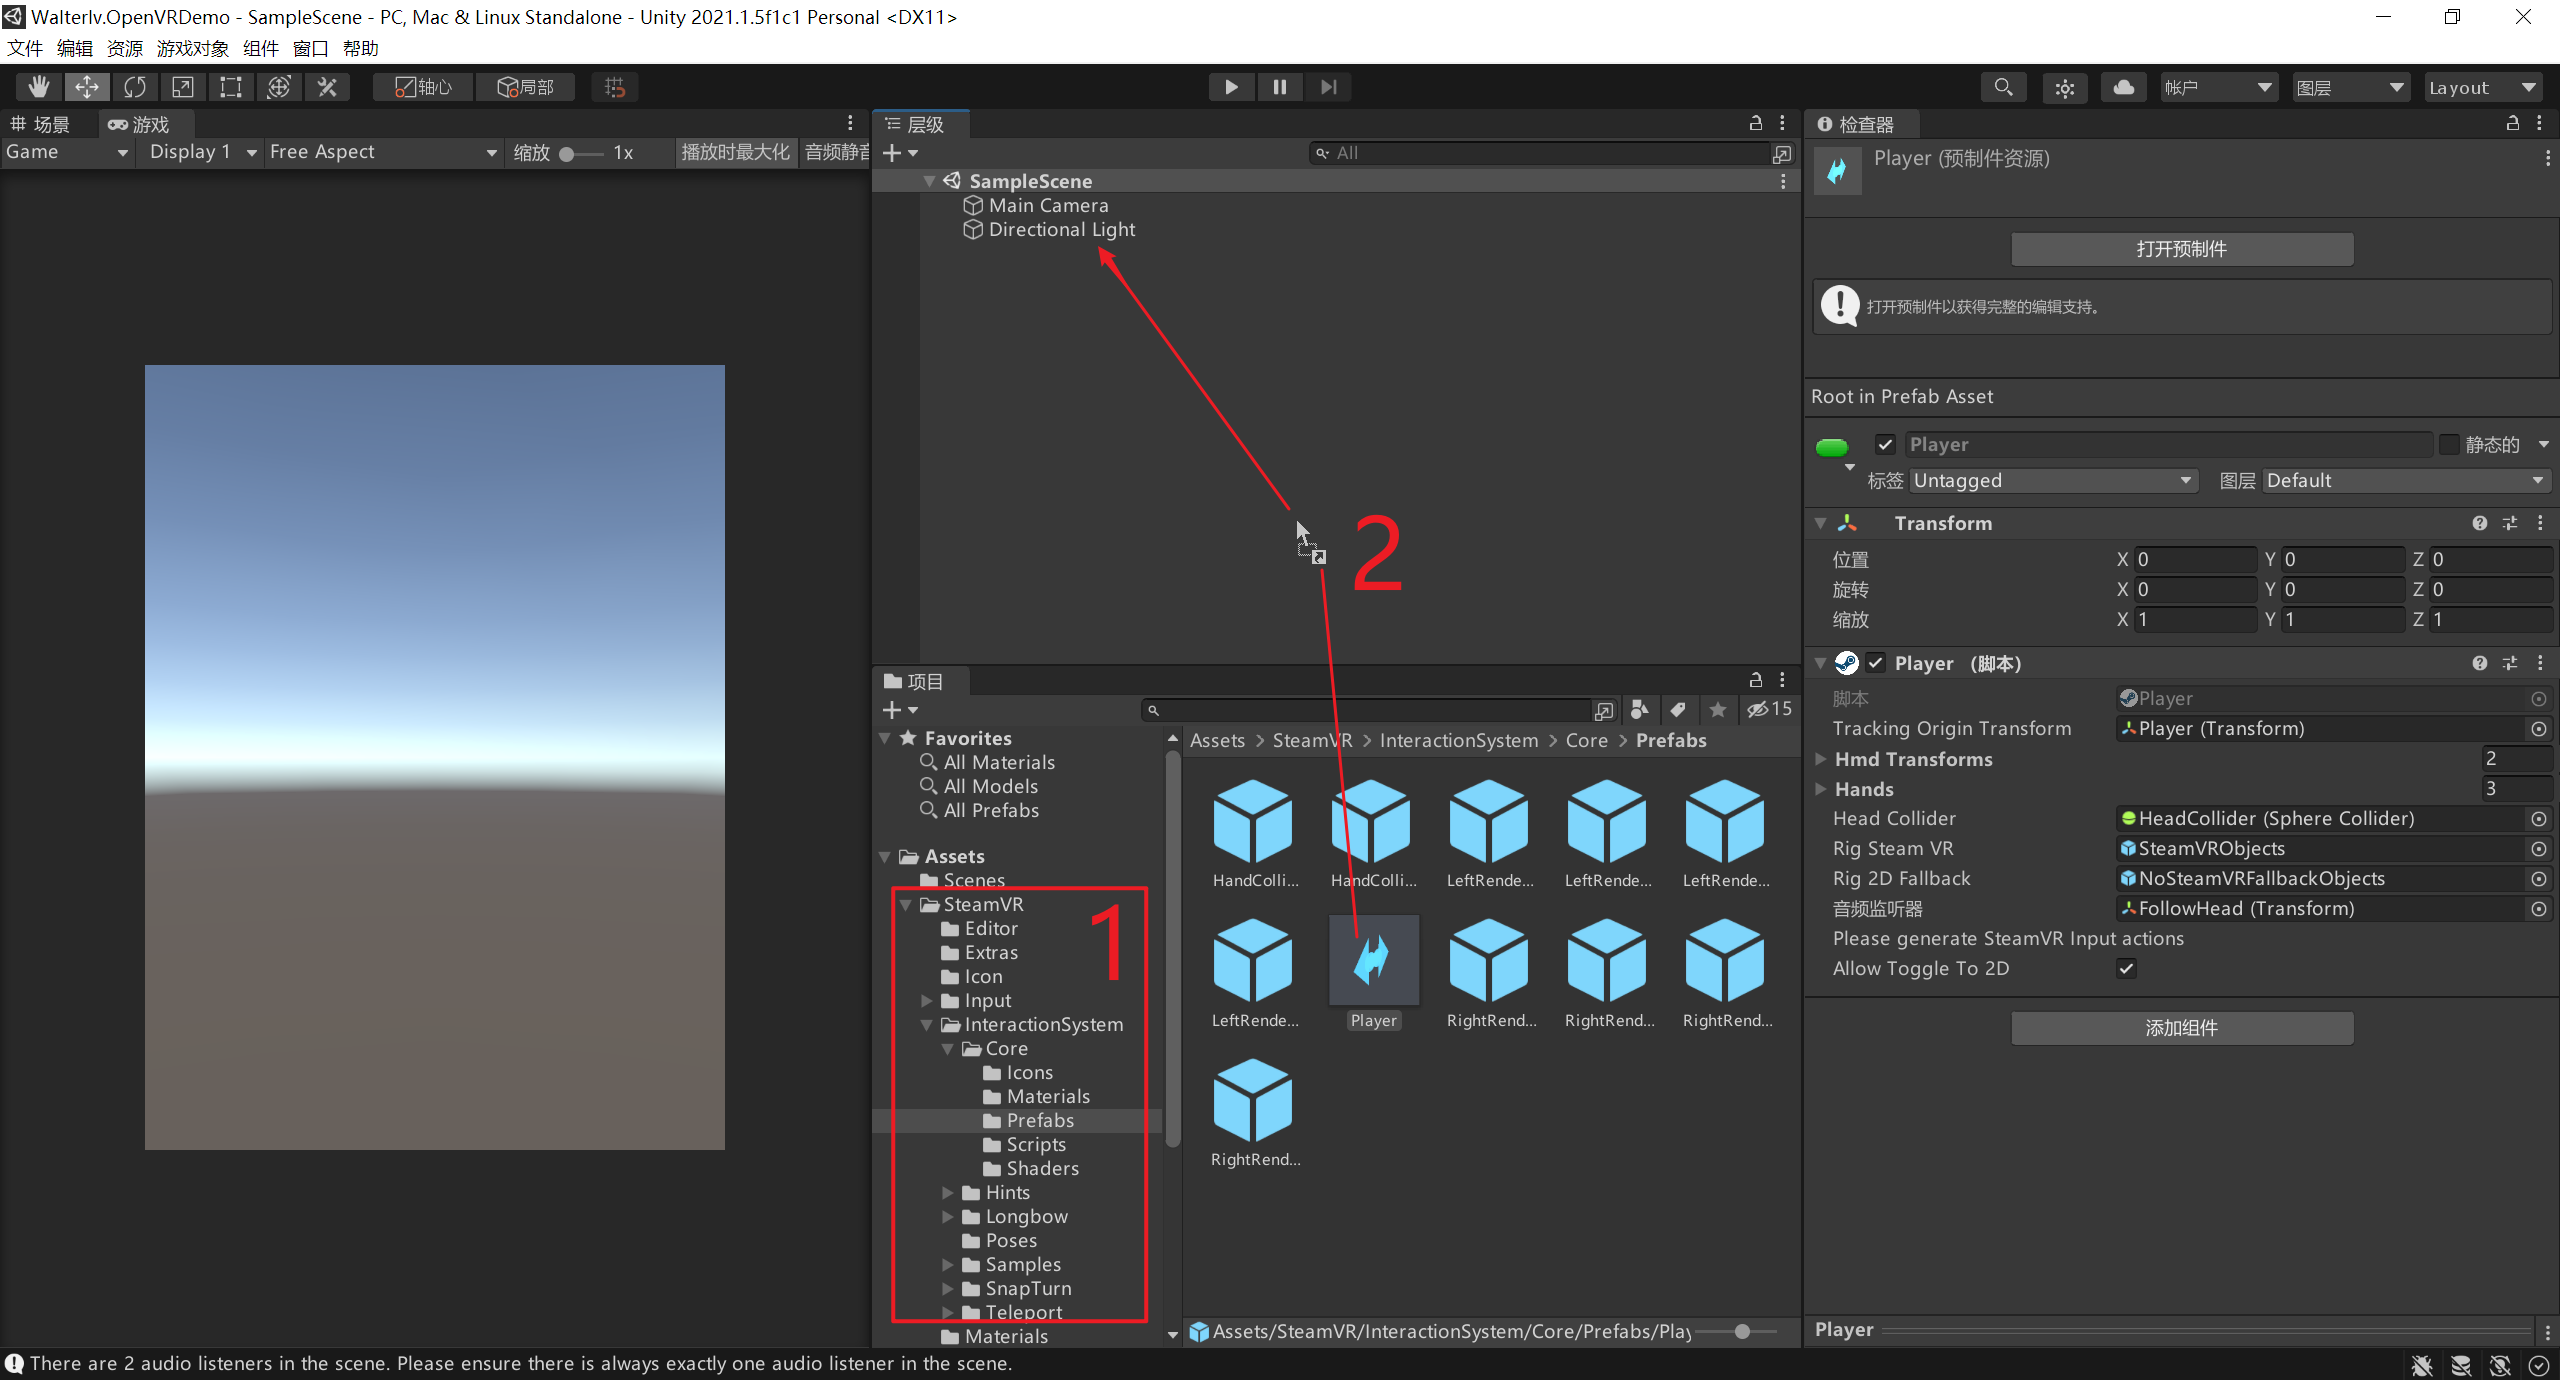 Walterlv.OpenVRDemo - SampleScene - PC, Mac & Linux Standalone - Unity 2021.1.5f1c1 Personal <DX11>
文件 编辑 资源 游戏对象 组件 窗口 帮助
轴心 局部 帐户 图层 Layout
场景 游戏
Game Display 1 Free Aspect 缩放 1x 播放时最大化 音频静音
层级
All
SampleScene
Main Camera
Directional Light
2
项目
15
Favorites
All Materials
All Models
All Prefabs
Assets
Scenes
SteamVR
Editor
Extras
Icon
Input
InteractionSystem
Core
Icons
Materials
Prefabs
Scripts
Shaders
Hints
Longbow
Poses
Samples
SnapTurn
Teleport
Materials
1
Assets > SteamVR > InteractionSystem > Core > Prefabs
HandColli... HandColli... LeftRende... LeftRende... LeftRende...
LeftRende... Player RightRend... RightRend... RightRend...
RightRend...
Assets/SteamVR/InteractionSystem/Core/Prefabs/Play
检查器
Player (预制件资源)
打开预制件
打开预制件以获得完整的编辑支持。
Root in Prefab Asset
Player 静态的
标签 Untagged 图层 Default
Transform
位置 X 0 Y 0 Z 0
旋转 X 0 Y 0 Z 0
缩放 X 1 Y 1 Z 1
Player （脚本）
脚本 Player
Tracking Origin Transform Player (Transform)
Hmd Transforms 2
Hands 3
Head Collider HeadCollider (Sphere Collider)
Rig Steam VR SteamVRObjects
Rig 2D Fallback NoSteamVRFallbackObjects
音频监听器 FollowHead (Transform)
Please generate SteamVR Input actions
Allow Toggle To 2D
添加组件
Player
There are 2 audio listeners in the scene. Please ensure there is always exactly one audio listener in the scene.